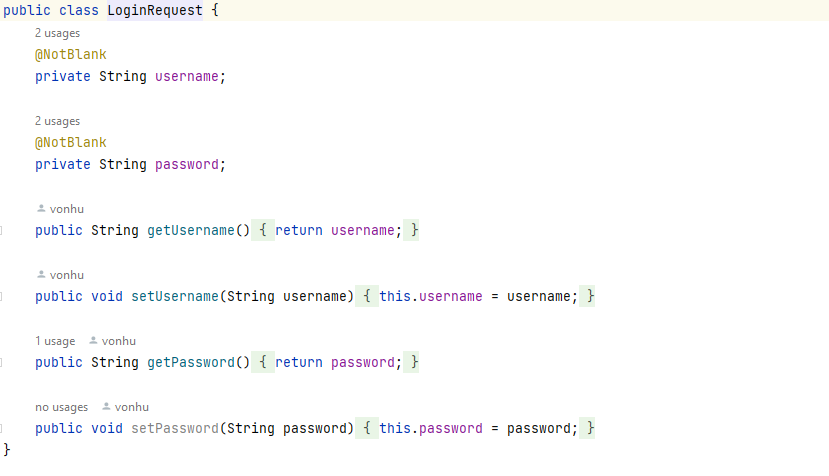 public class LoginRequest {
2 usages
@NotBlank
private String username;
2 usages
@NotBlank
private String password;
vonhu
public String getUsername() { return username; }
vonhu
public void setUsername(String username) { this.username = username; }
1 usage vonhu
public String getPassword() { return password; }
no usages vonhu
public void setPassword(String password) { this.password = password; }
}